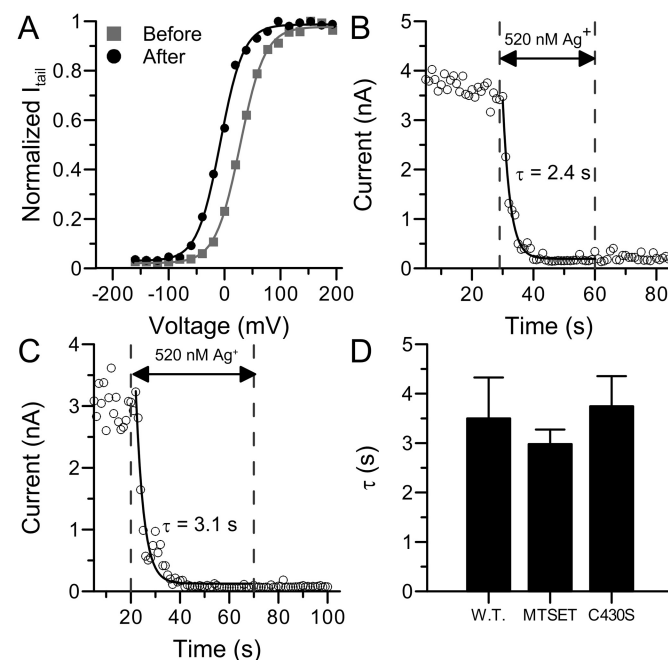 A
Before
After
Normalized I_tail
1
0.8
0.6
0.4
0.2
0
-200 -100 0 100 200
Voltage (mV)
B
520 nM Ag+
Current (nA)
5
4
3
2
1
0
τ = 2.4 s
20 40 60 80
Time (s)
C
520 nM Ag+
Current (nA)
4
3
2
1
0
τ = 3.1 s
20 40 60 80 100
Time (s)
D
τ (s)
5
4
3
2
1
0
W.T. MTSET C430S